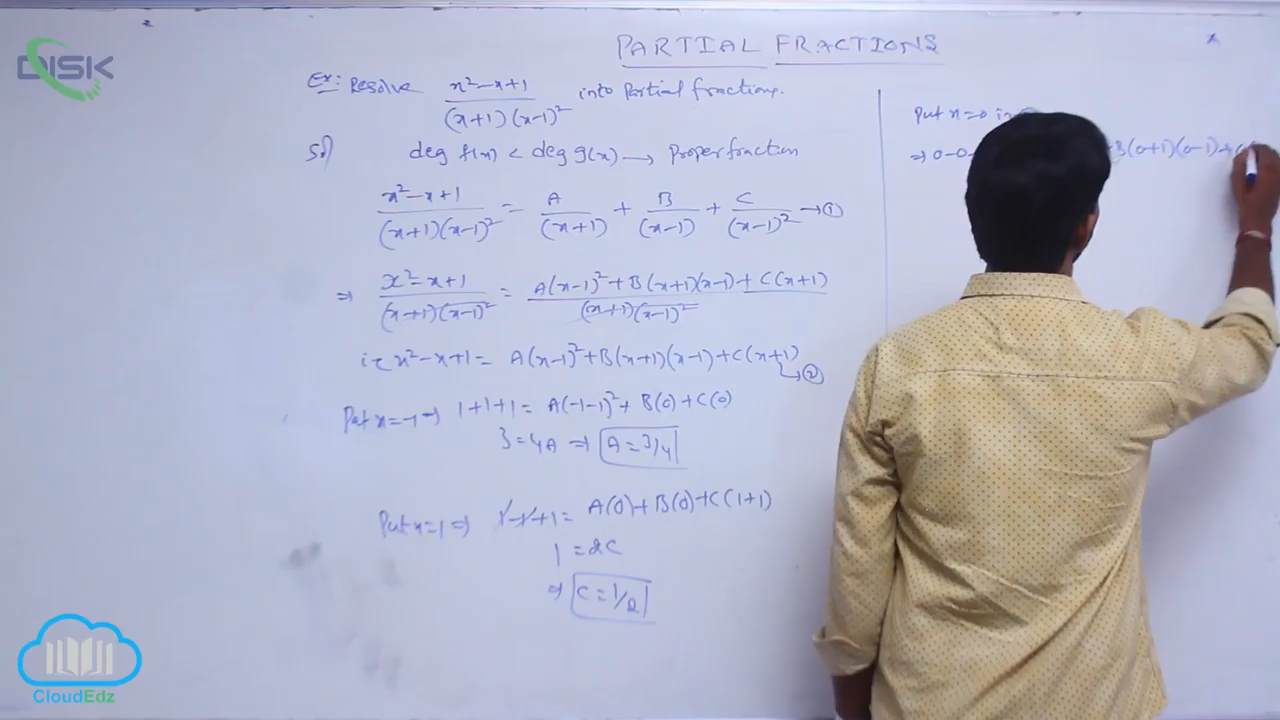 DISK
PARTIAL FRACTIONS
Ex: Resolve x²-x+1 / (x+1)(x-1)² into Partial fractions.
Sol deg f(x) < deg g(x) → Proper fraction
x²-x+1 / (x+1)(x-1)² = A / (x+1) + B / (x-1) + C / (x-1)² → ①
⇒ x²-x+1 / (x+1)(x-1)² = A(x-1)²+B(x+1)(x-1)+C(x+1) / (x+1)(x-1)²
i.e x²-x+1 = A(x-1)²+B(x+1)(x-1)+C(x+1) → ②
Put x=-1 ⇒ 1+1+1 = A(-1-1)²+B(0)+C(0)
3=4A ⇒ A=3/4
Put x=1 ⇒ 1-1+1 = A(0)+B(0)+C(1+1)
1 = 2C
⇒ C=1/2
Put x=0 in
⇒ 0-0 B(0+1)(0-1)+C(
CloudEdz